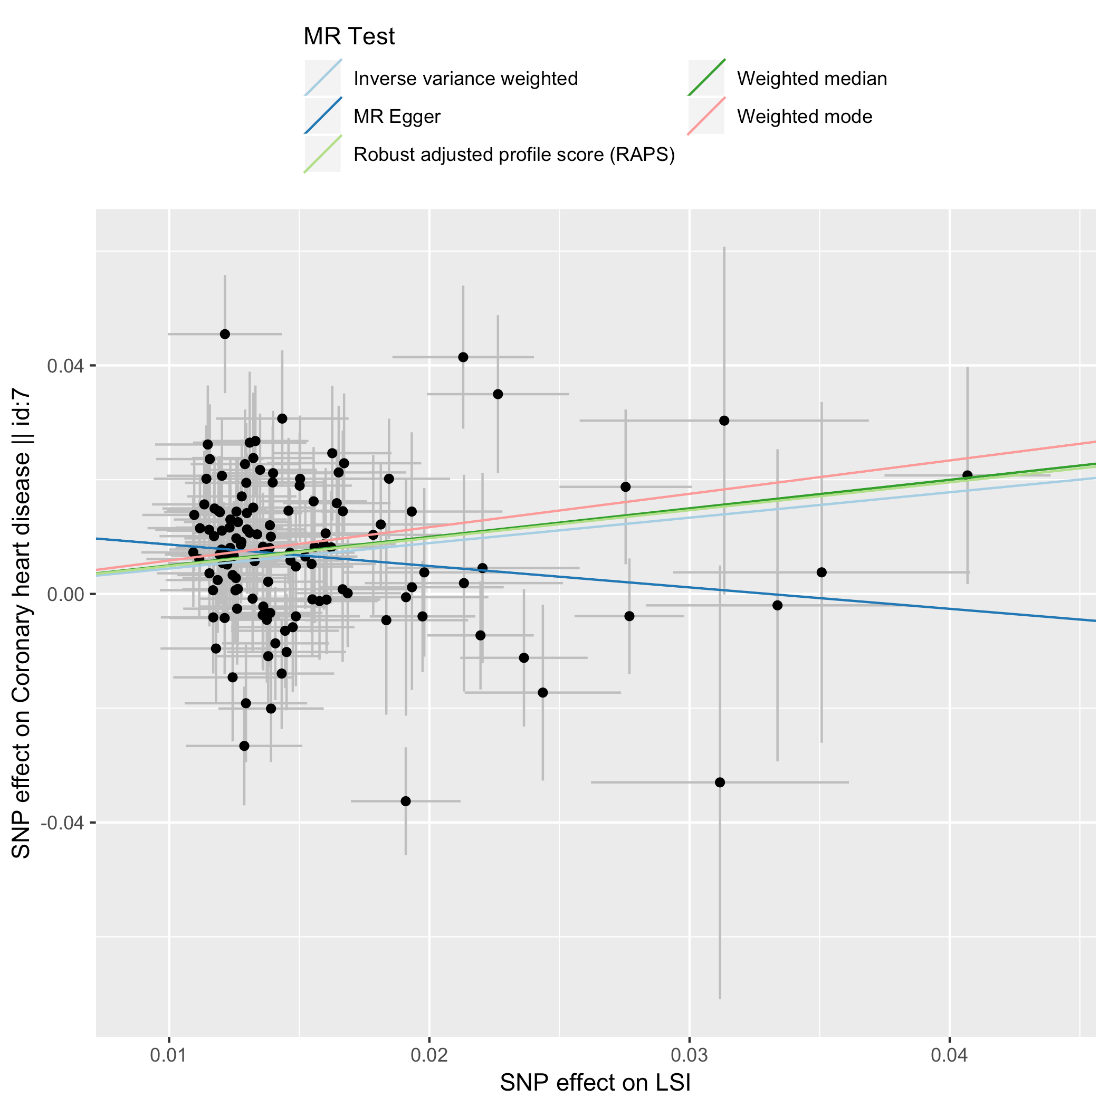 MR Test
Inverse variance weighted
Weighted median
MR Egger
Weighted mode
Robust adjusted profile score (RAPS)
SNP effect on Coronary heart disease || id:7
0.04
0.00
-0.04
0.01
0.02
0.03
0.04
SNP effect on LSI